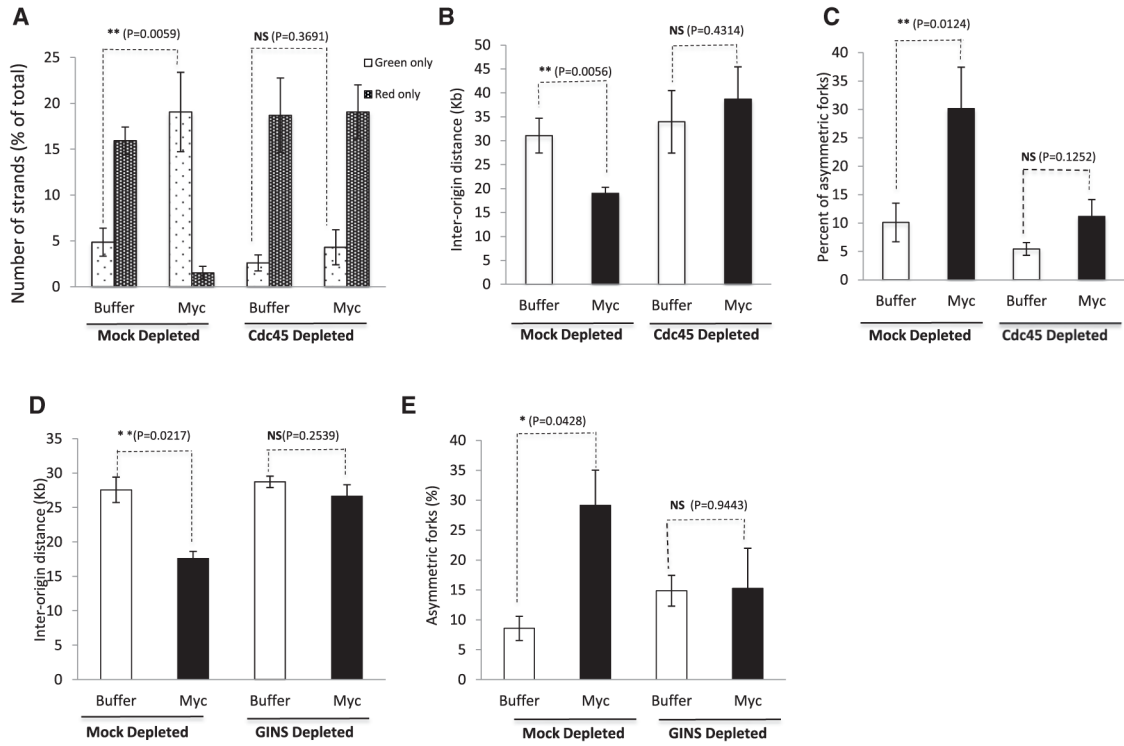 A
** (P=0.0059)
NS (P=0.3691)
Green only
Red only
Number of strands (% of total)
25
20
15
10
5
0
Buffer Myc Buffer Myc
Mock Depleted Cdc45 Depleted
B
NS (P=0.4314)
** (P=0.0056)
Inter-origin distance (Kb)
50
45
40
35
30
25
20
15
10
5
0
Buffer Myc Buffer Myc
Mock Depleted Cdc45 Depleted
C
** (P=0.0124)
NS (P=0.1252)
Percent of asymmetric forks)
40
35
30
25
20
15
10
5
0
Buffer Myc Buffer Myc
Mock Depleted Cdc45 Depleted
D
* *(P=0.0217)
NS(P=0.2539)
Inter-origin distance (Kb)
35
30
25
20
15
10
5
0
Buffer Myc Buffer Myc
Mock Depleted GINS Depleted
E
* (P=0.0428)
NS (P=0.9443)
Asymmetric forks (%)
40
35
30
25
20
15
10
5
0
Buffer Myc Buffer Myc
Mock Depleted GINS Depleted